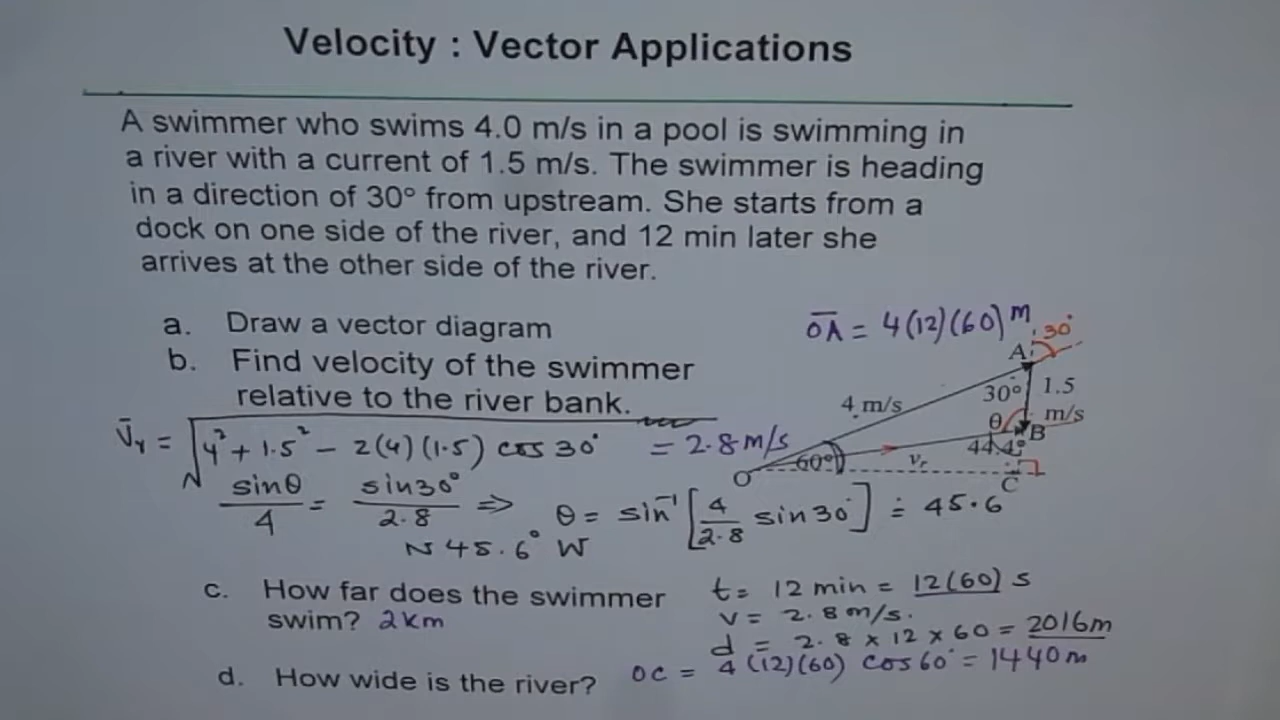 Velocity : Vector Applications
A swimmer who swims 4.0 m/s in a pool is swimming in
a river with a current of 1.5 m/s. The swimmer is heading
in a direction of 30° from upstream. She starts from a
dock on one side of the river, and 12 min later she
arrives at the other side of the river.
a. Draw a vector diagram
b. Find velocity of the swimmer
relative to the river bank.
OA = 4(12)(60) m
30°
A
30°
1.5
m/s
4 m/s
θ
B
44.4°
60°
v_r
O
C
V_r = √4² + 1.5² - 2(4)(1.5) cos 30° = 2.8 m/s
sinθ/4 = sin30°/2.8 ⇒ θ = sin⁻¹[4/2.8 sin 30°] ≐ 45.6
N 45.6° W
c. How far does the swimmer
swim? 2km
t = 12 min = 12(60) s
v = 2.8 m/s.
d = 2.8 × 12 × 60 = 2016m
d. How wide is the river?
OC = 4(12)(60) cos60° = 1440 m